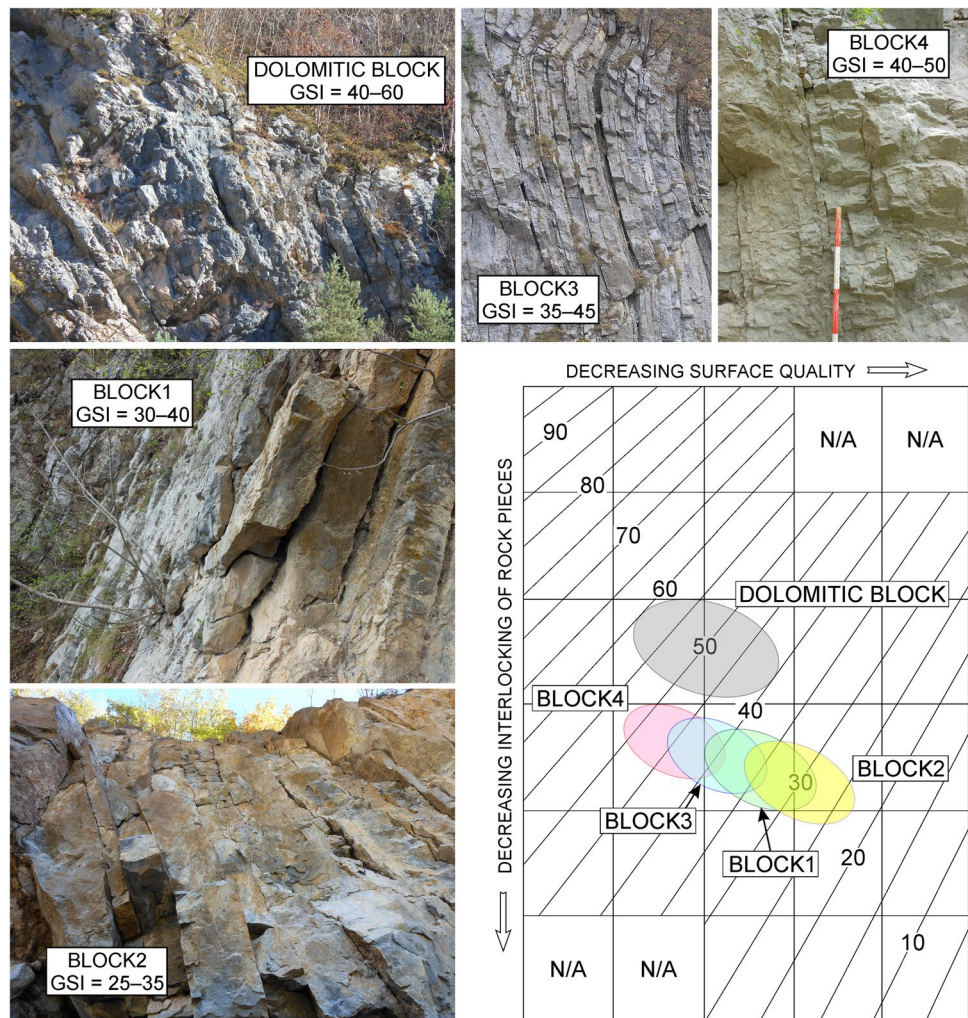 DOLOMITIC BLOCK
GSI = 40–60
BLOCK3
GSI = 35–45
BLOCK4
GSI = 40–50
BLOCK1
GSI = 30–40
BLOCK2
GSI = 25–35
DECREASING SURFACE QUALITY
DECREASING INTERLOCKING OF ROCK PIECES
90
N/A
N/A
80
70
60
DOLOMITIC BLOCK
50
BLOCK4
40
BLOCK2
30
BLOCK3
BLOCK1
20
10
N/A
N/A